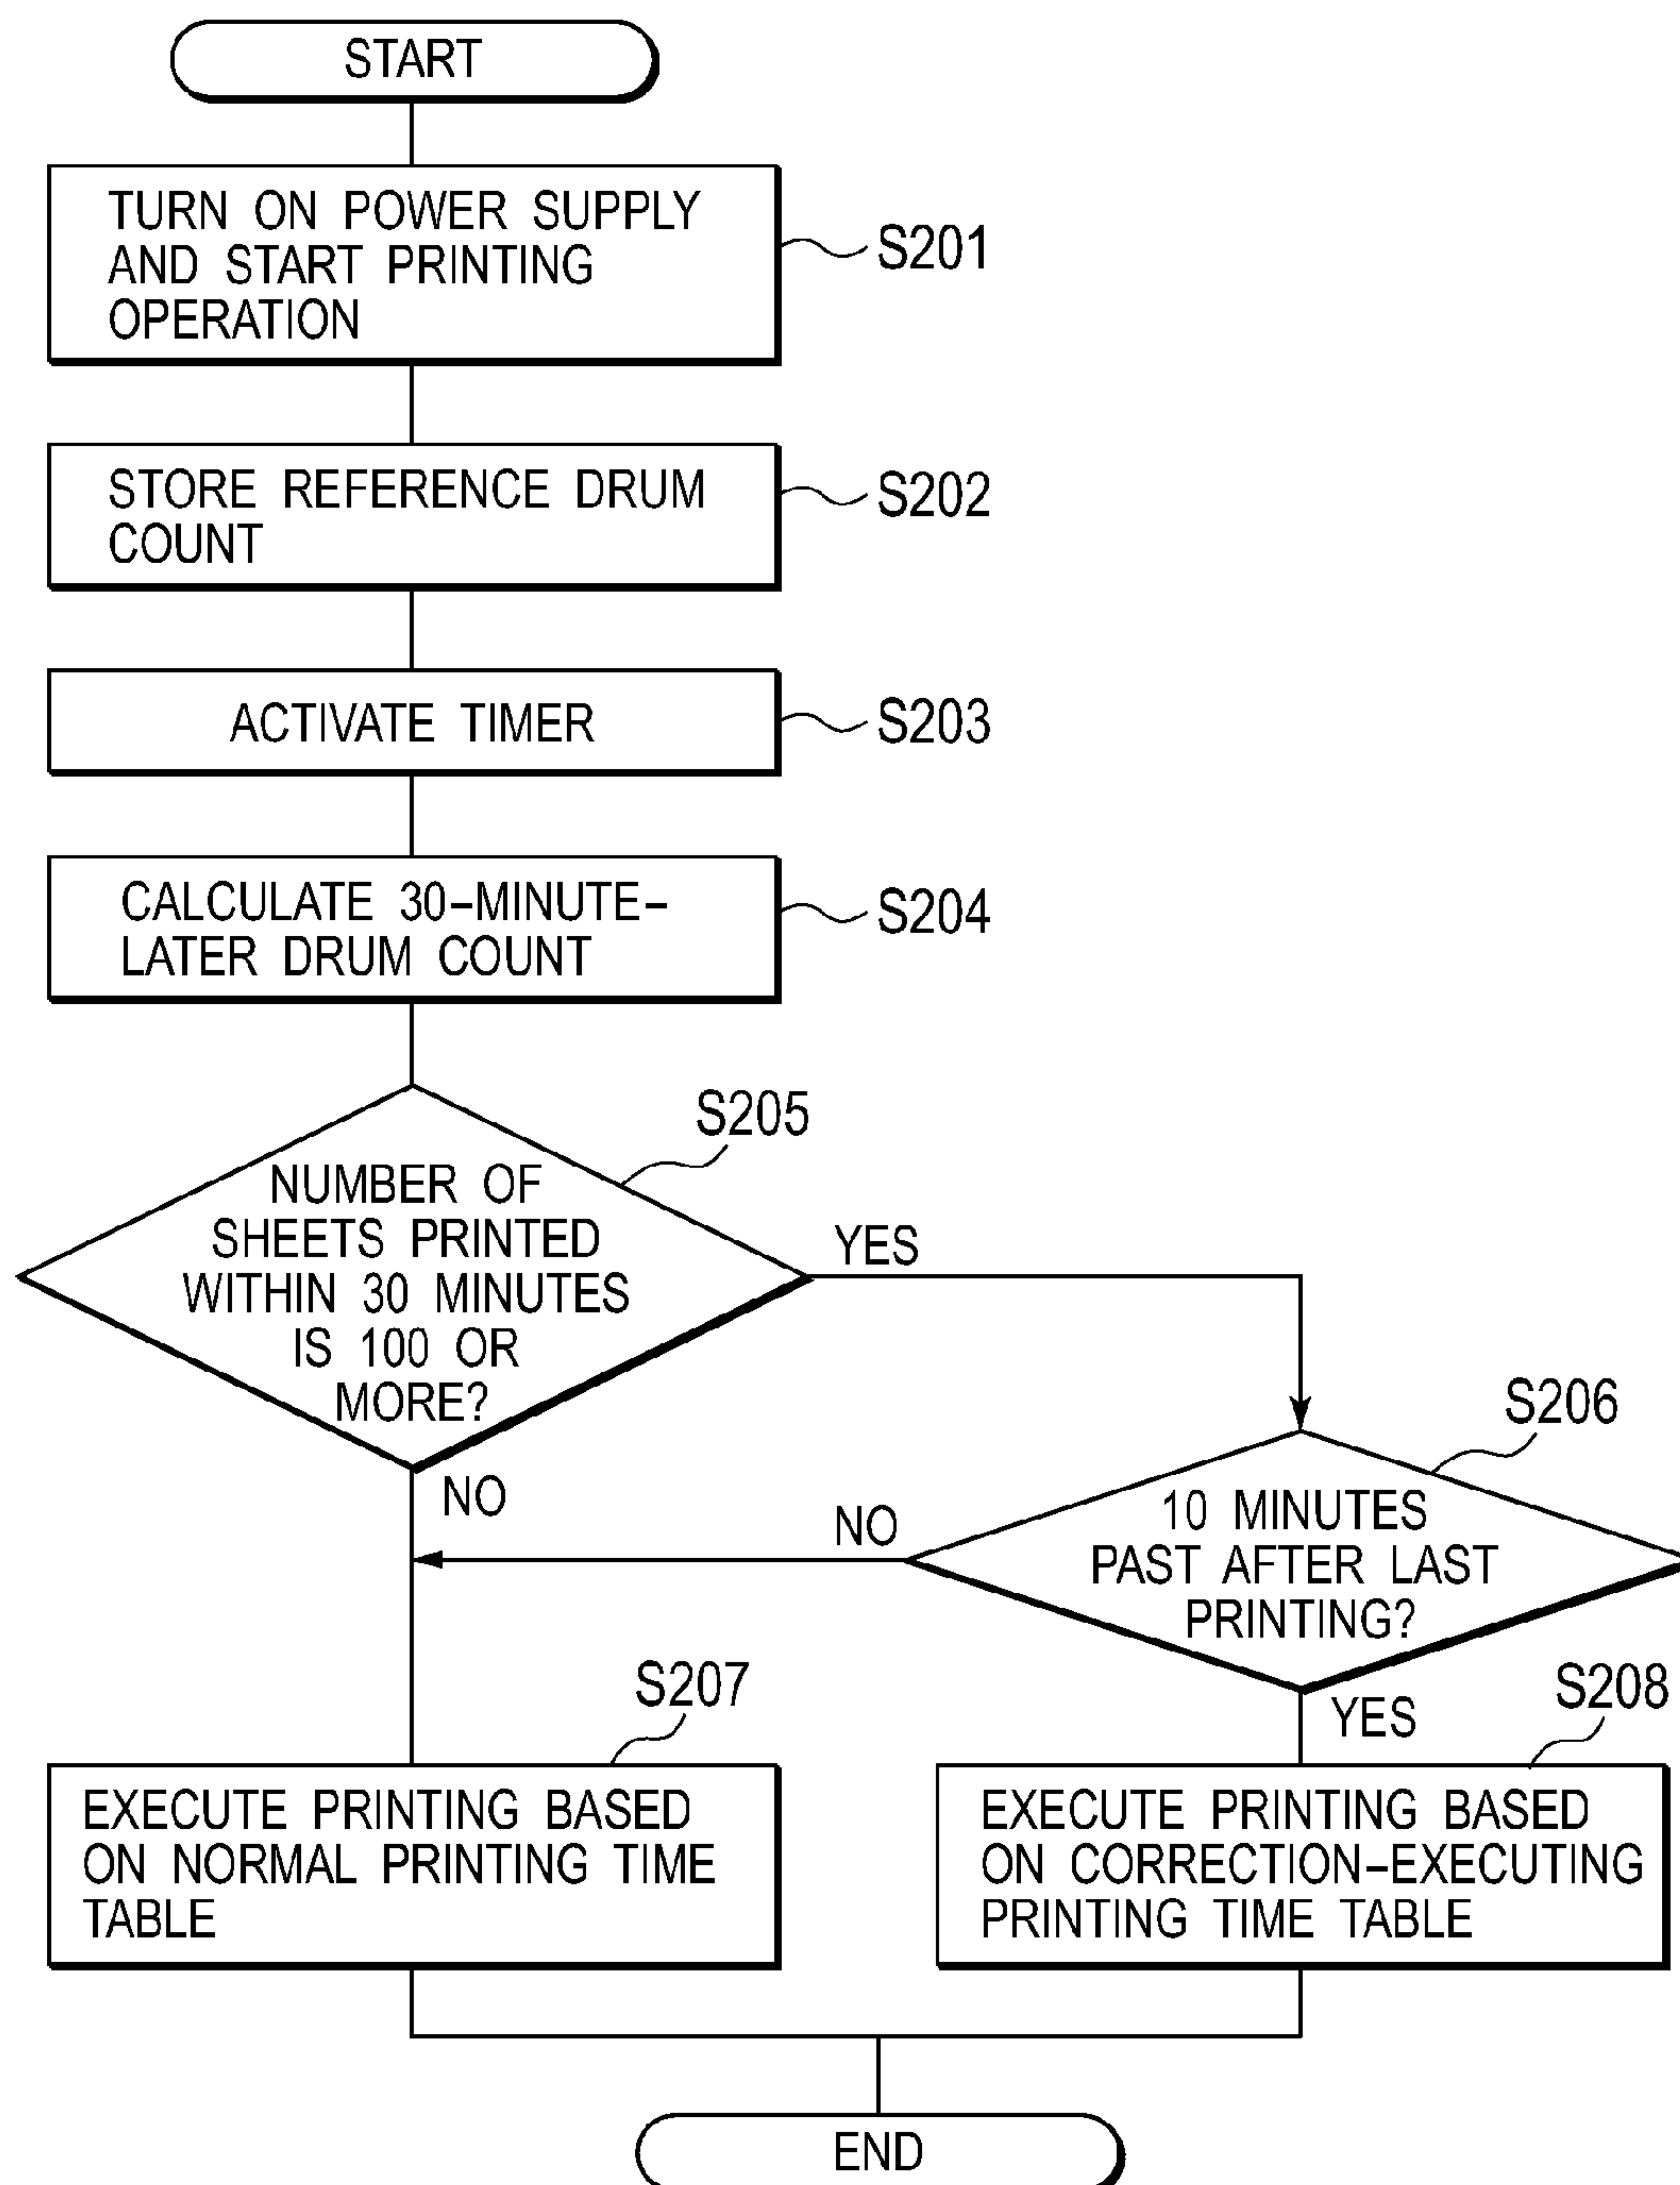 START
TURN ON POWER SUPPLY
AND START PRINTING
OPERATION
S201
STORE REFERENCE DRUM
COUNT
S202
ACTIVATE TIMER
S203
CALCULATE 30-MINUTE-
LATER DRUM COUNT
S204
S205
NUMBER OF
SHEETS PRINTED
WITHIN 30 MINUTES
IS 100 OR
MORE?
YES
NO
S206
10 MINUTES
PAST AFTER LAST
PRINTING?
NO
YES
S207
EXECUTE PRINTING BASED
ON NORMAL PRINTING TIME
TABLE
S208
EXECUTE PRINTING BASED
ON CORRECTION-EXECUTING
PRINTING TIME TABLE
END